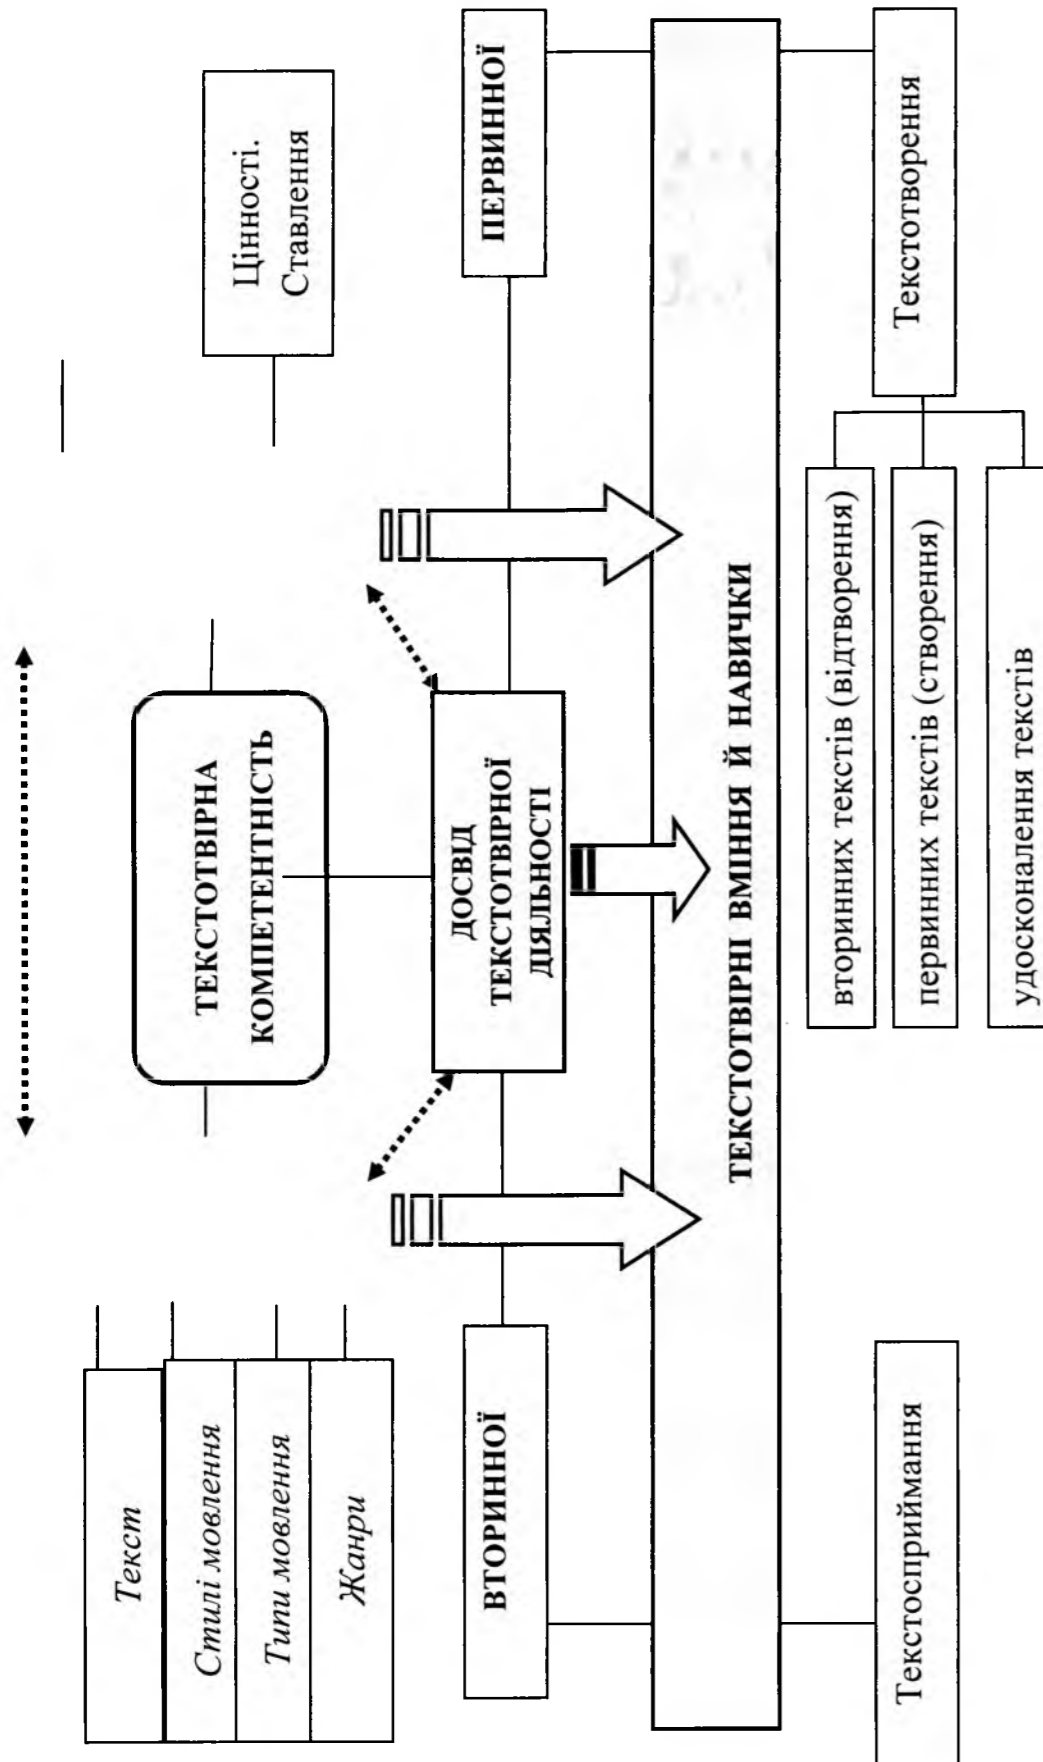 Текст
Стилі мовлення
Типи мовлення
Жанри
ТЕКСТОТВІРНА
КОМПЕТЕНТНІСТЬ
Цінності.
Ставлення
ВТОРИННОЇ
ДОСВІД
ТЕКСТОТВІРНОЇ
ДІЯЛЬНОСТІ
ПЕРВИННОЇ
ТЕКСТОТВІРНІ ВМІННЯ Й НАВИЧКИ
Текстосприймання
Текстотворення
вторинних текстів (відтворення)
первинних текстів (створення)
удосконалення текстів